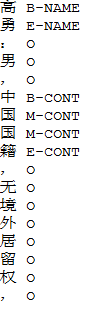 高 B-NAME
勇 E-NAME
： O
男 O
， O
中 B-CONT
国 M-CONT
国 M-CONT
籍 E-CONT
， O
无 O
境 O
外 O
居 O
留 O
权 O
， O